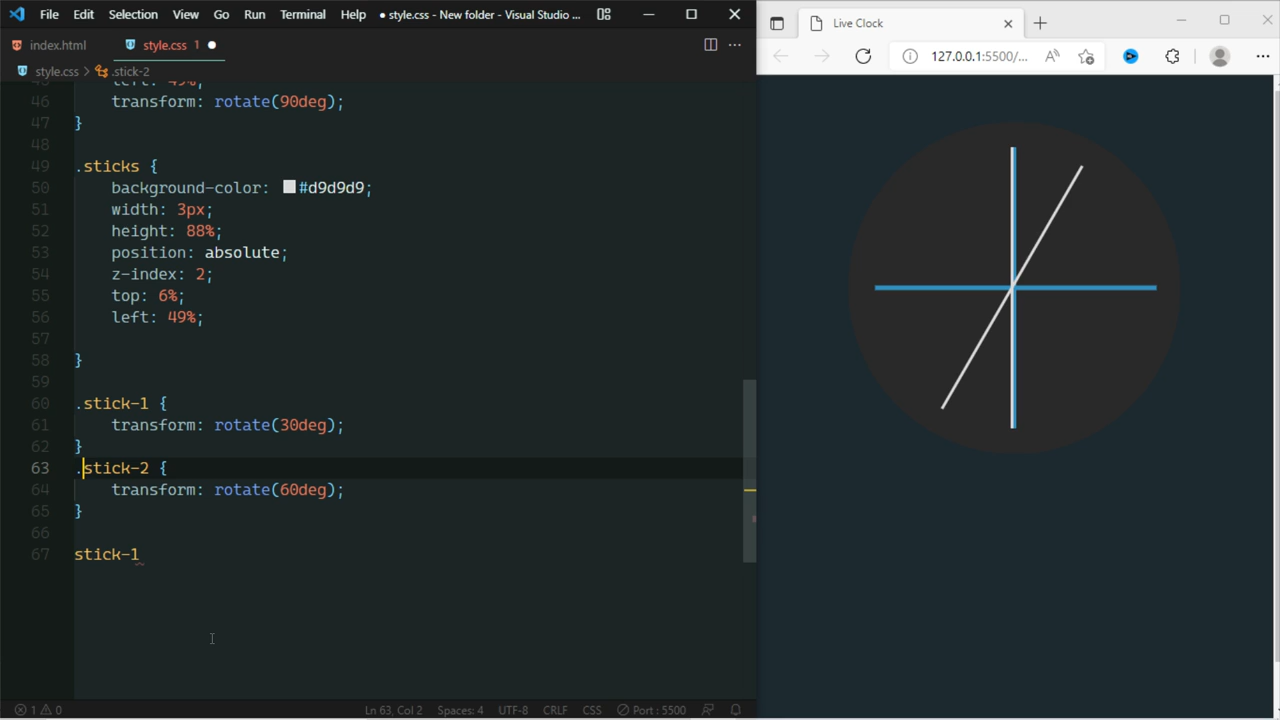 File Edit Selection View Go Run Terminal Help ● style.css - New folder - Visual Studio ...
index.html style.css 1 ●
style.css > .stick-2
46 transform: rotate(90deg);
47 }
48
49 .sticks {
50 background-color: #d9d9d9;
51 width: 3px;
52 height: 88%;
53 position: absolute;
54 z-index: 2;
55 top: 6%;
56 left: 49%;
57
58 }
59
60 .stick-1 {
61 transform: rotate(30deg);
62 }
63 .stick-2 {
64 transform: rotate(60deg);
65 }
66
67 stick-1
1 0 Ln 63, Col 2 Spaces: 4 UTF-8 CRLF CSS Port : 5500
Live Clock
127.0.0.1:5500/...